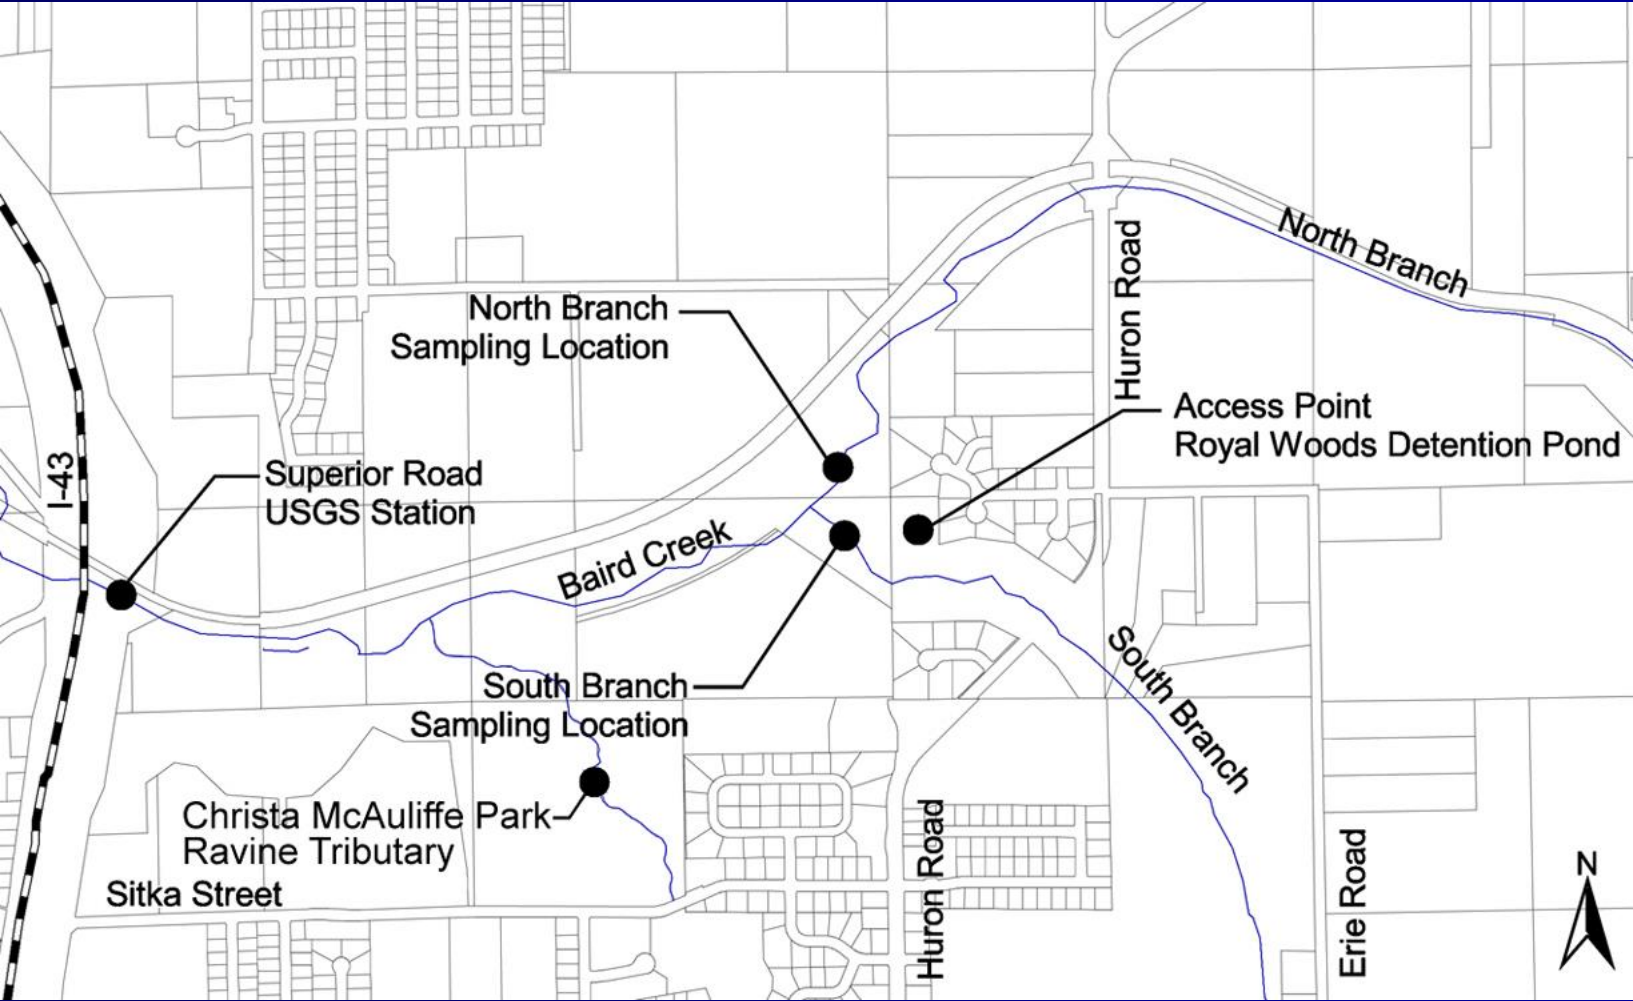 North Branch
Huron Road
North Branch
Sampling Location
Access Point
Royal Woods Detention Pond
I-43
Superior Road
USGS Station
Baird Creek
South Branch
South Branch
Sampling Location
Christa McAuliffe Park
Ravine Tributary
Sitka Street
Huron Road
Erie Road
N